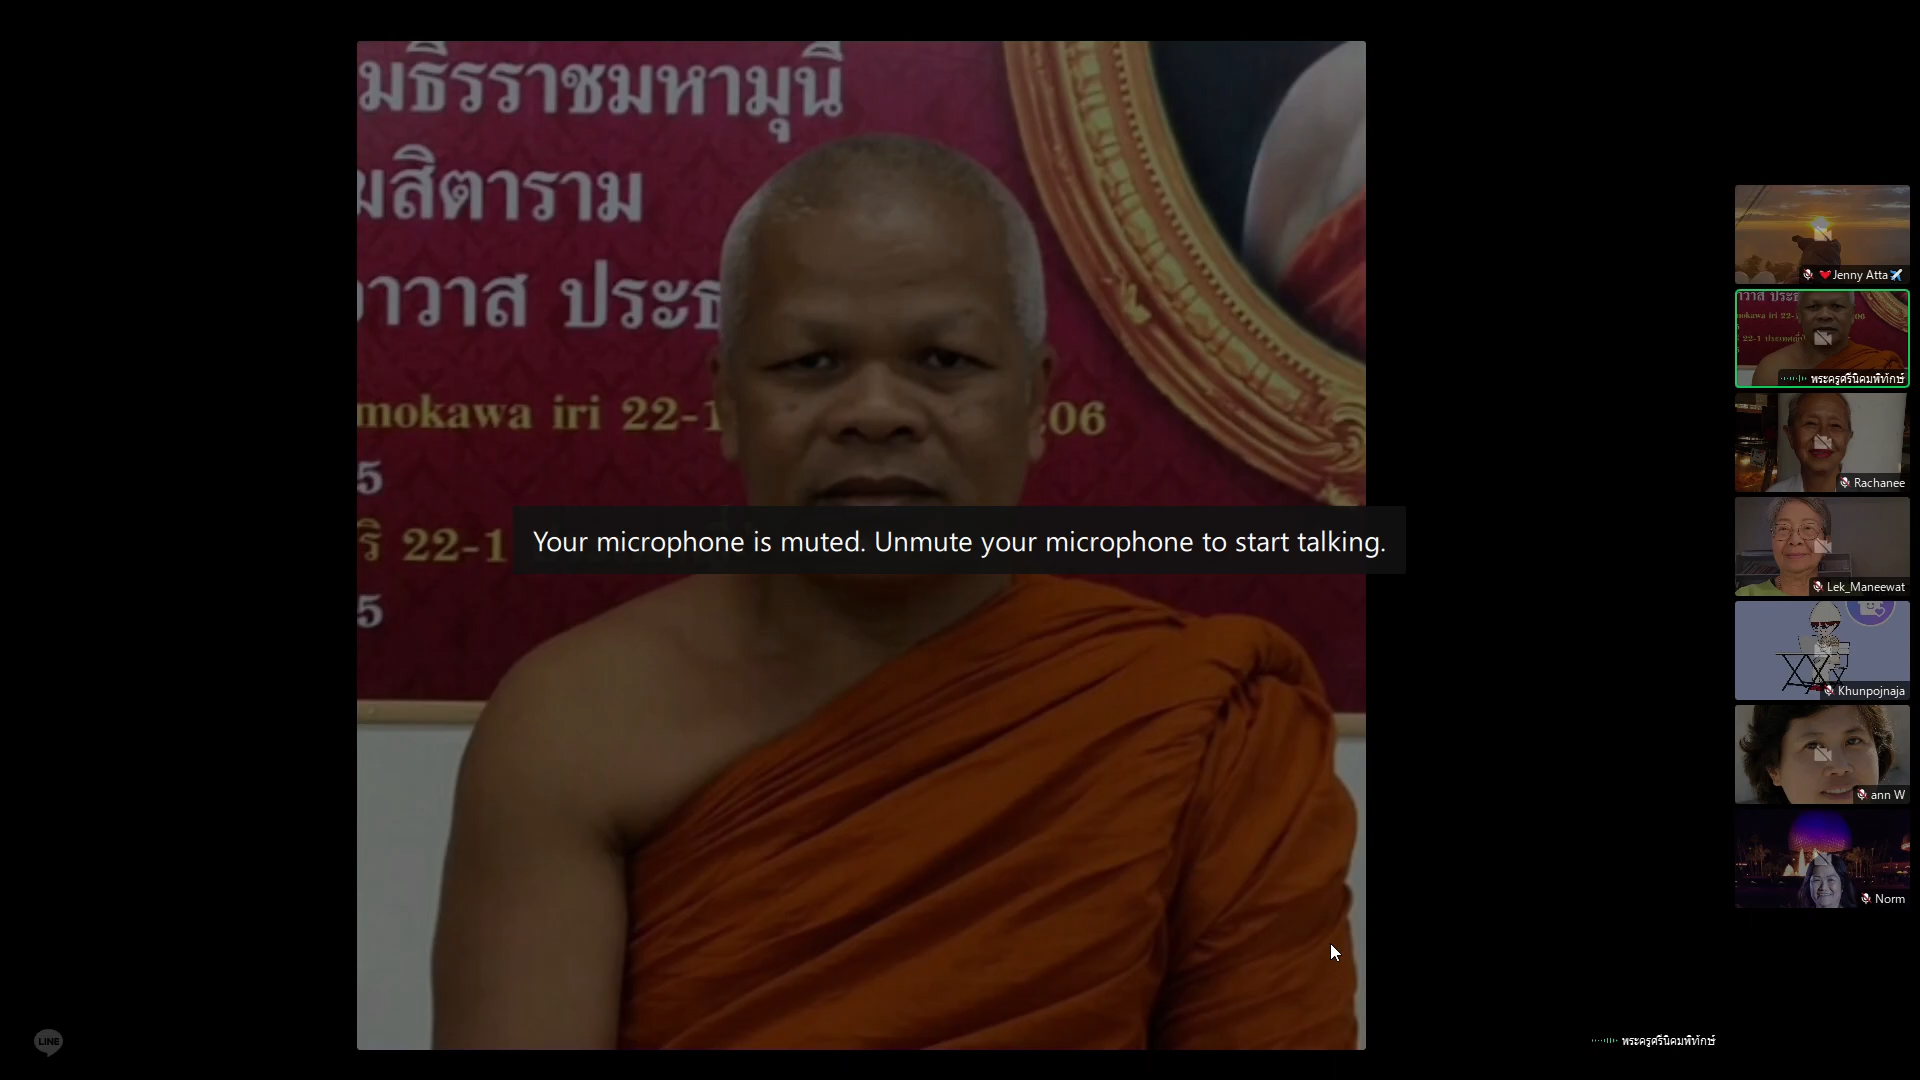 มธิรราชมหามุนี
ฆสิตาราม
าวาส ประธ
mokawa iri 22-1 :06
5
ริ 22-1
5
Your microphone is muted. Unmute your microphone to start talking.
Jenny Atta
พระครูศรีนิคมพิทักษ์
Rachanee
Lek_Maneewat
Khunpojnaja
ann W
Norm
LINE
พระครูศรีนิคมพิทักษ์